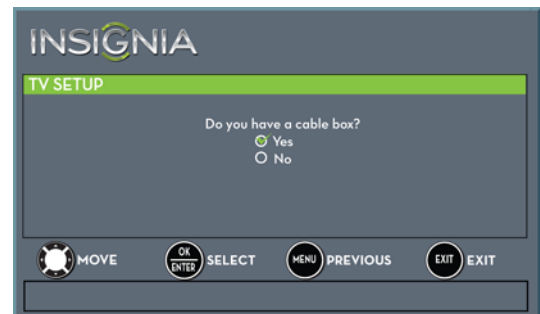 INSIGNIA
TV SETUP
Do you have a cable box?
Yes
No
MOVE OK ENTER SELECT MENU PREVIOUS EXIT EXIT